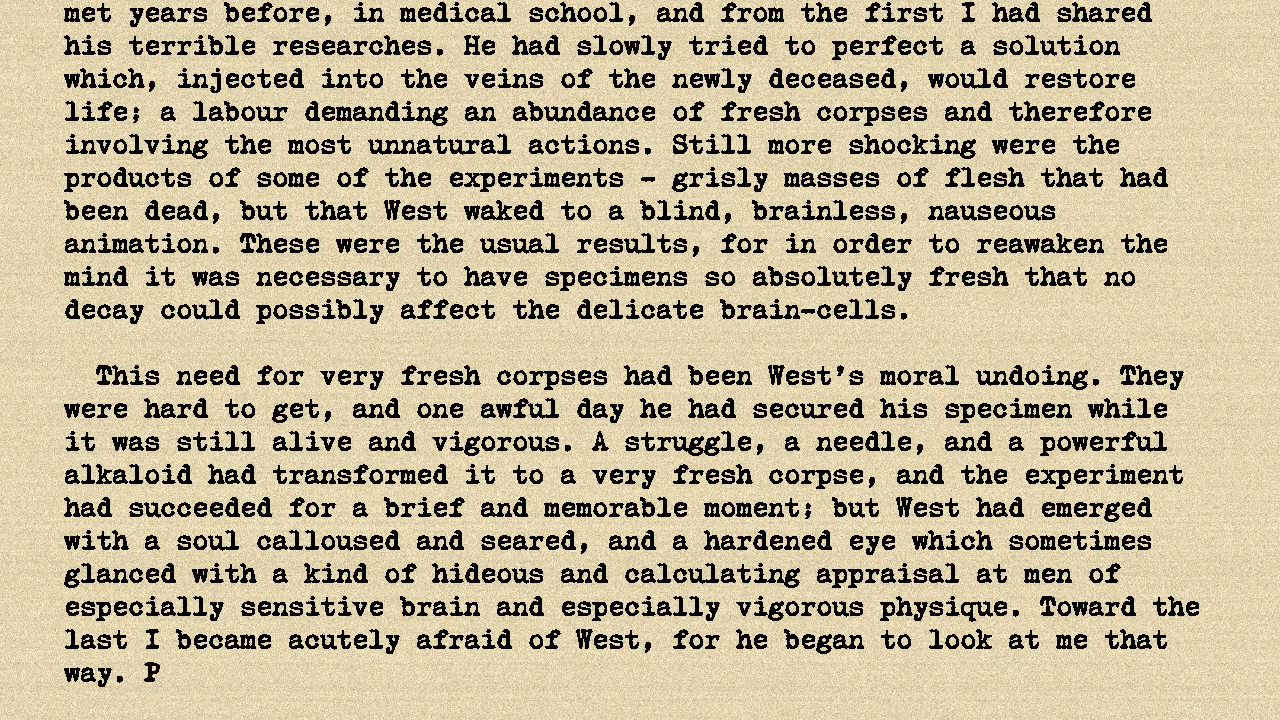 met years before, in medical school, and from the first I had shared
his terrible researches. He had slowly tried to perfect a solution
which, injected into the veins of the newly deceased, would restore
life; a labour demanding an abundance of fresh corpses and therefore
involving the most unnatural actions. Still more shocking were the
products of some of the experiments – grisly masses of flesh that had
been dead, but that West waked to a blind, brainless, nauseous
animation. These were the usual results, for in order to reawaken the
mind it was necessary to have specimens so absolutely fresh that no
decay could possibly affect the delicate brain-cells.

This need for very fresh corpses had been West's moral undoing. They
were hard to get, and one awful day he had secured his specimen while
it was still alive and vigorous. A struggle, a needle, and a powerful
alkaloid had transformed it to a very fresh corpse, and the experiment
had succeeded for a brief and memorable moment; but West had emerged
with a soul calloused and seared, and a hardened eye which sometimes
glanced with a kind of hideous and calculating appraisal at men of
especially sensitive brain and especially vigorous physique. Toward the
last I became acutely afraid of West, for he began to look at me that
way. P